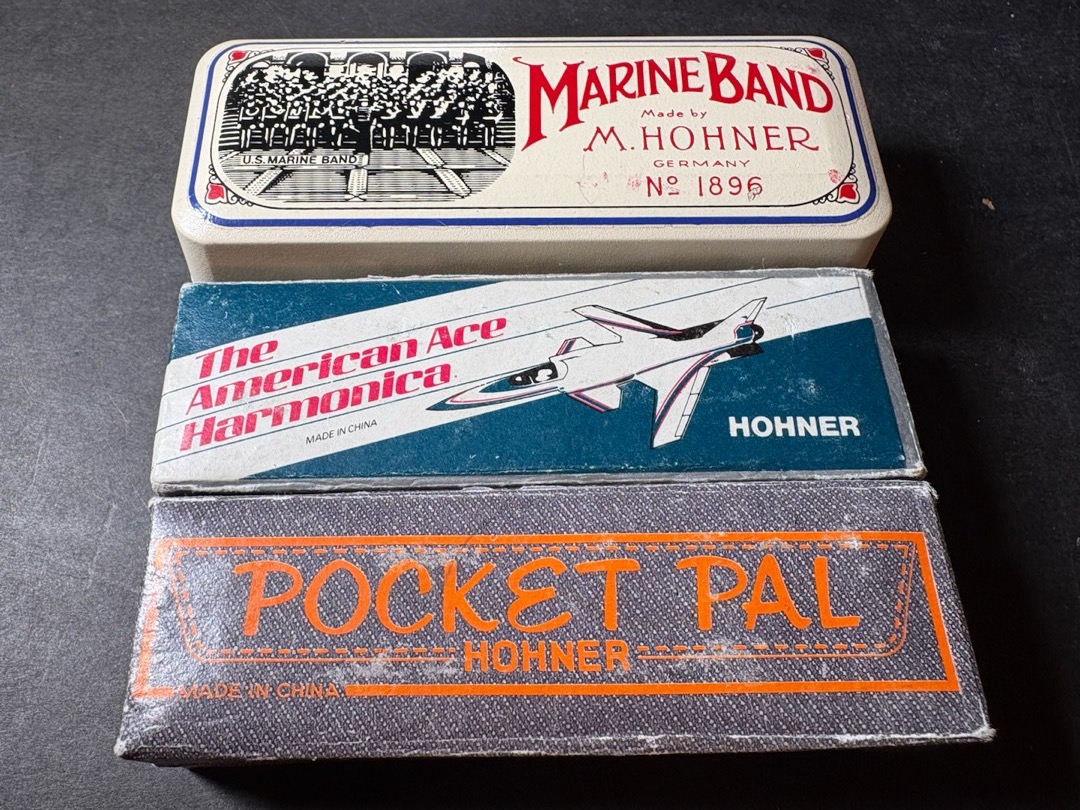 U.S. MARINE BAND
MARINE BAND
Made by
M. HOHNER
GERMANY
Nº 1896
The
American Ace
Harmonica
MADE IN CHINA
HOHNER
POCKET PAL
HOHNER
MADE IN CHINA